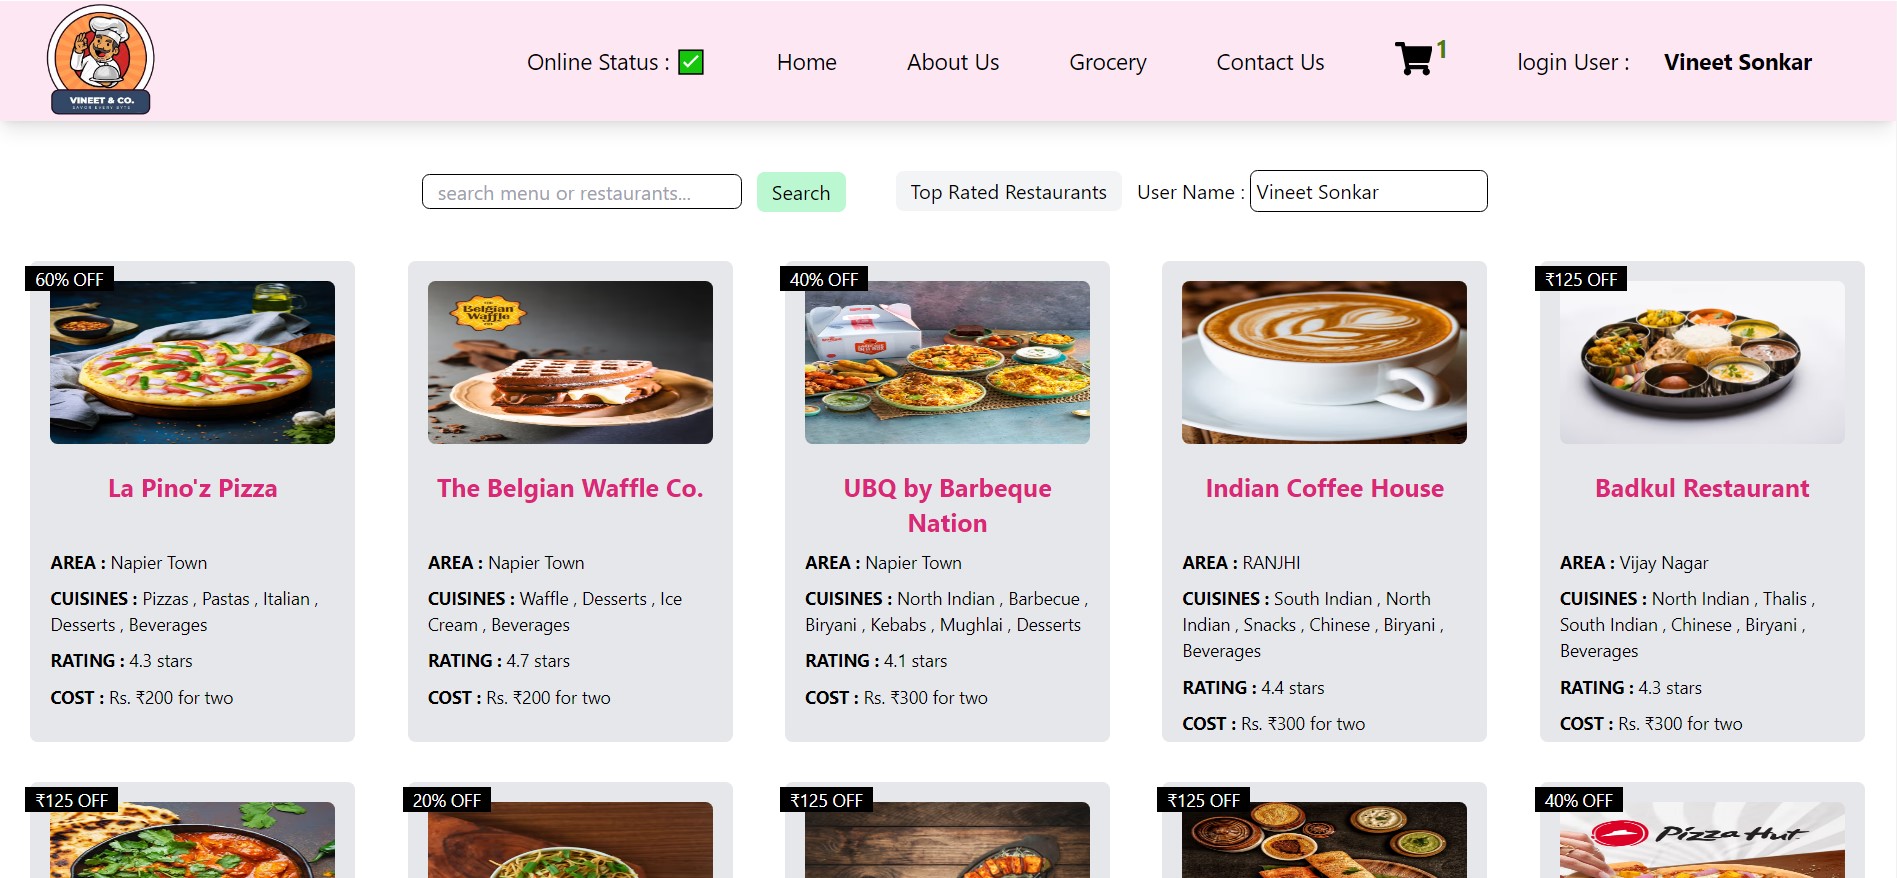 VINEET & CO.
SAVOR EVERY BYTE
Online Status : ✅
Home
About Us
Grocery
Contact Us
1
login User :
Vineet Sonkar
search menu or restaurants...
Search
Top Rated Restaurants
User Name :
Vineet Sonkar
60% OFF
La Pino'z Pizza
AREA : Napier Town
CUISINES : Pizzas , Pastas , Italian ,
Desserts , Beverages
RATING : 4.3 stars
COST : Rs. ₹200 for two
Belgian
Waffle
The Belgian Waffle Co.
AREA : Napier Town
CUISINES : Waffle , Desserts , Ice
Cream , Beverages
RATING : 4.7 stars
COST : Rs. ₹200 for two
40% OFF
UBQ by Barbeque
Nation
AREA : Napier Town
CUISINES : North Indian , Barbecue ,
Biryani , Kebabs , Mughlai , Desserts
RATING : 4.1 stars
COST : Rs. ₹300 for two
Indian Coffee House
AREA : RANJHI
CUISINES : South Indian , North
Indian , Snacks , Chinese , Biryani ,
Beverages
RATING : 4.4 stars
COST : Rs. ₹300 for two
₹125 OFF
Badkul Restaurant
AREA : Vijay Nagar
CUISINES : North Indian , Thalis ,
South Indian , Chinese , Biryani ,
Beverages
RATING : 4.3 stars
COST : Rs. ₹300 for two
₹125 OFF
20% OFF
₹125 OFF
₹125 OFF
40% OFF
Pizza Hut